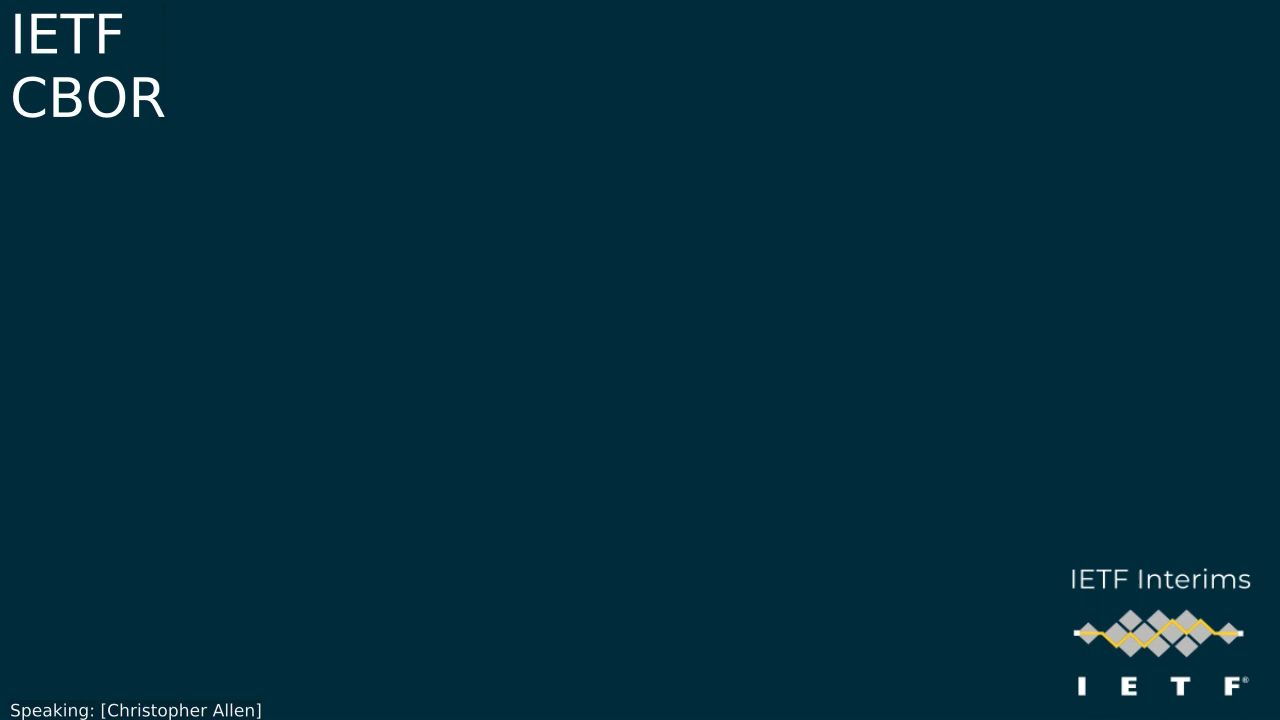 IETF
CBOR
IETF Interims
I E T F®
Speaking: [Christopher Allen]